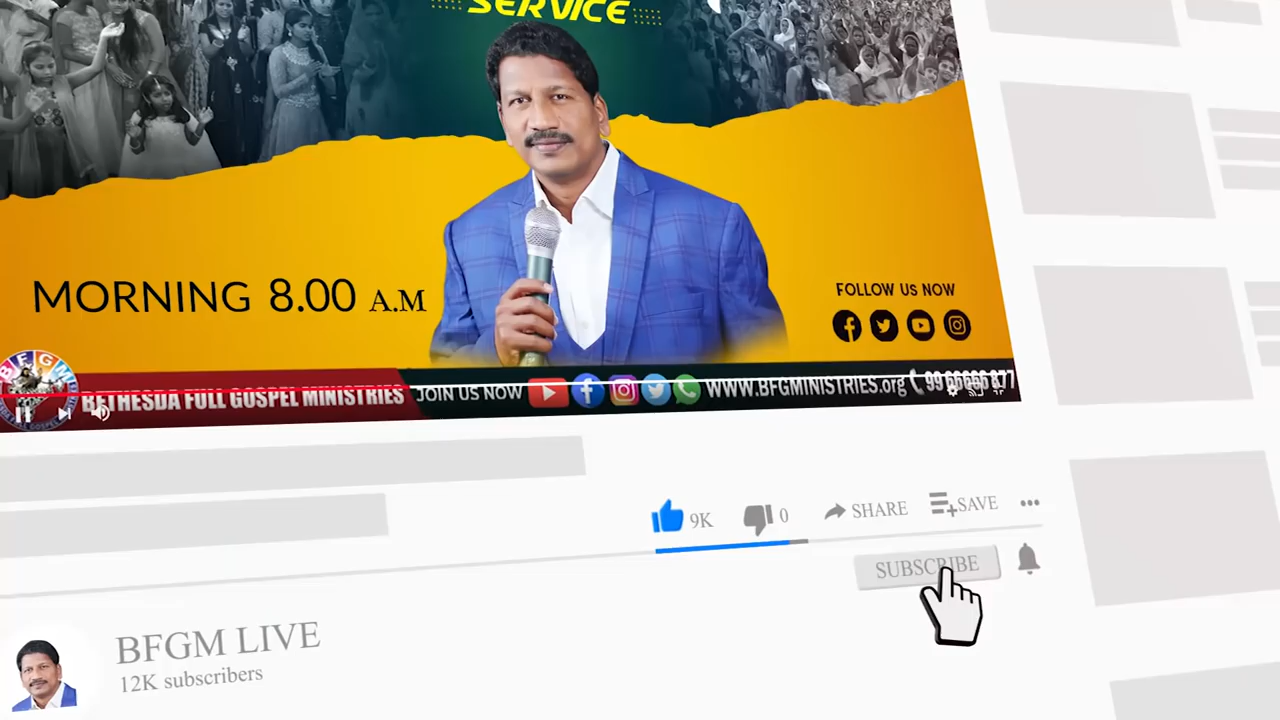 SERVICE
MORNING 8.00 A.M
FOLLOW US NOW
BFGM
BETHESDA FULL GOSPEL MINISTRIES
JOIN US NOW
WWW.BFGMINISTRIES.org
9K
0
SHARE
SAVE
SUBSCRIBE
BFGM LIVE
12K subscribers